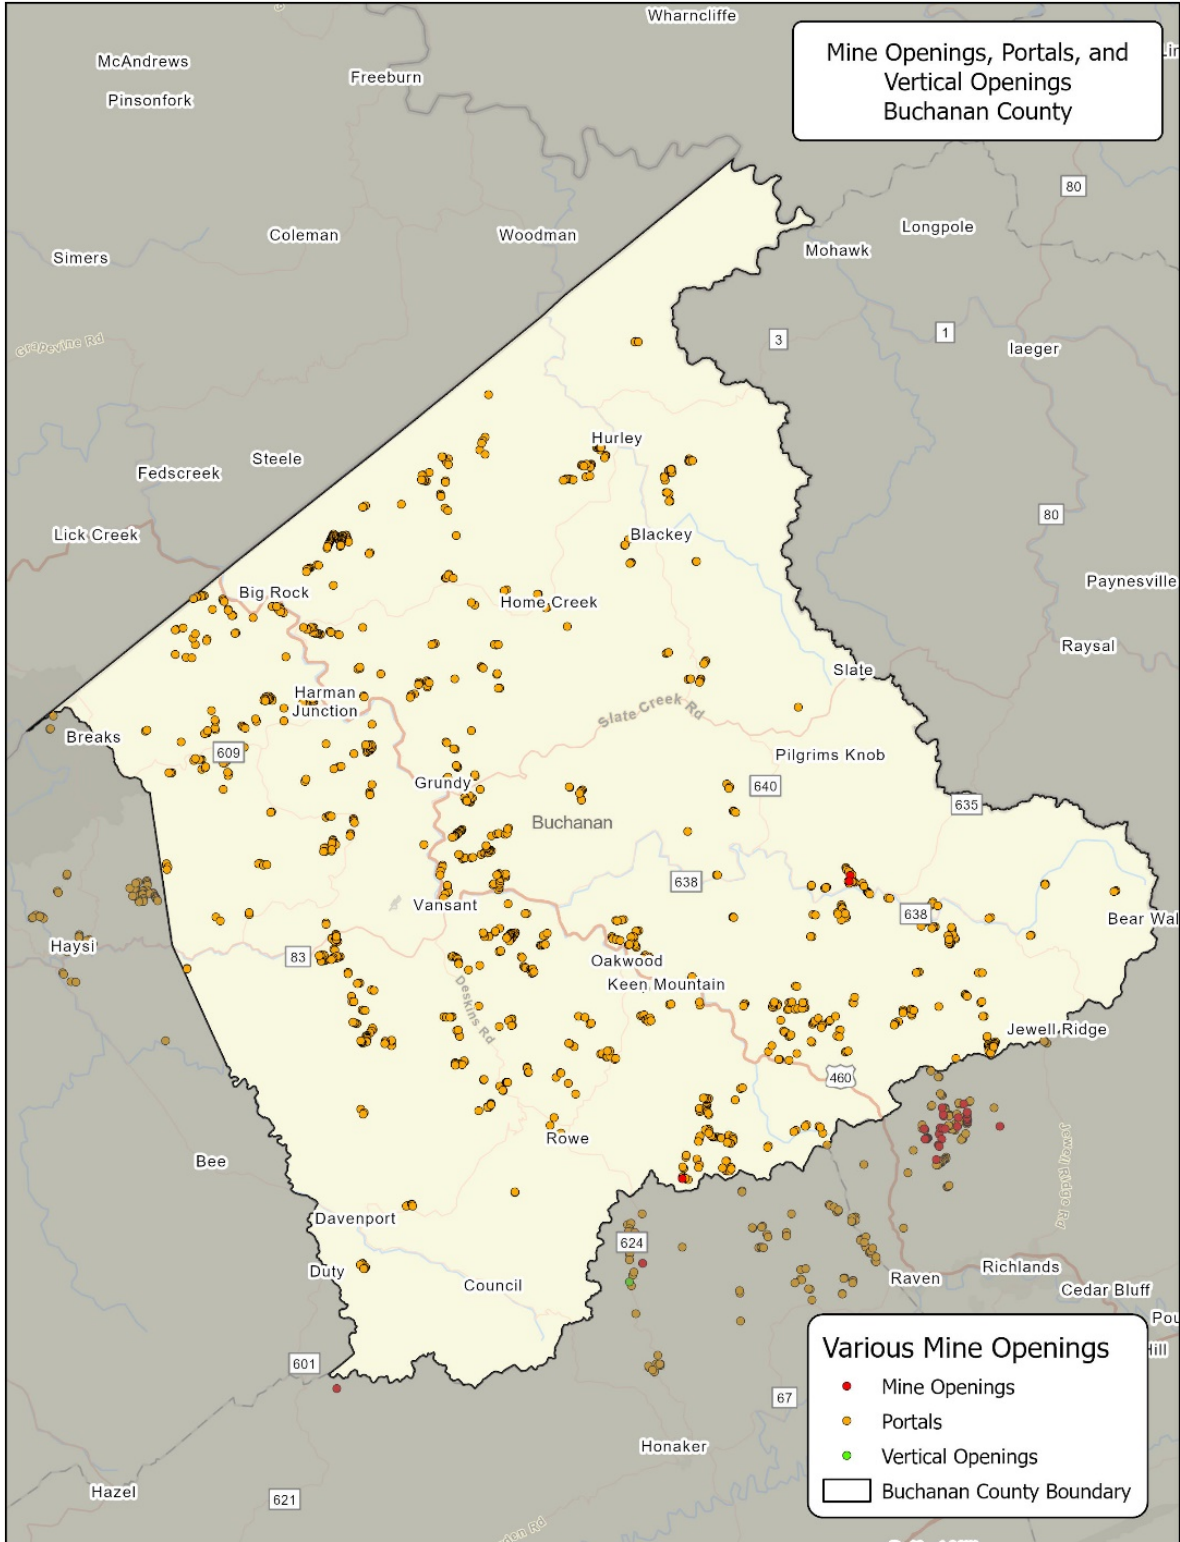 Wharncliffe
Mine Openings, Portals, and
Vertical Openings
Buchanan County
McAndrews
Freeburn
Pinsonfork
80
Longpole
Coleman
Woodman
Mohawk
Simers
3
1
Iaeger
Grapevine Rd
Hurley
Steele
Fedscreek
80
Lick Creek
Blackey
Paynesville
Big Rock
Home Creek
Raysal
Slate
Harman
Junction
Slate Creek Rd
Breaks
609
Pilgrims Knob
Grundy
640
635
Buchanan
638
Vansant
638
Bear Wal
Haysi
83
Oakwood
Keen Mountain
Deskins Rd
Jewell Ridge
460
Rowe
Jewell Ridge Rd
Bee
Davenport
624
Duty
Council
Raven
Richlands
Cedar Bluff
Pou
Hill
601
Various Mine Openings
Mine Openings
Portals
Vertical Openings
Buchanan County Boundary
67
Honaker
Hazel
621
den Rd